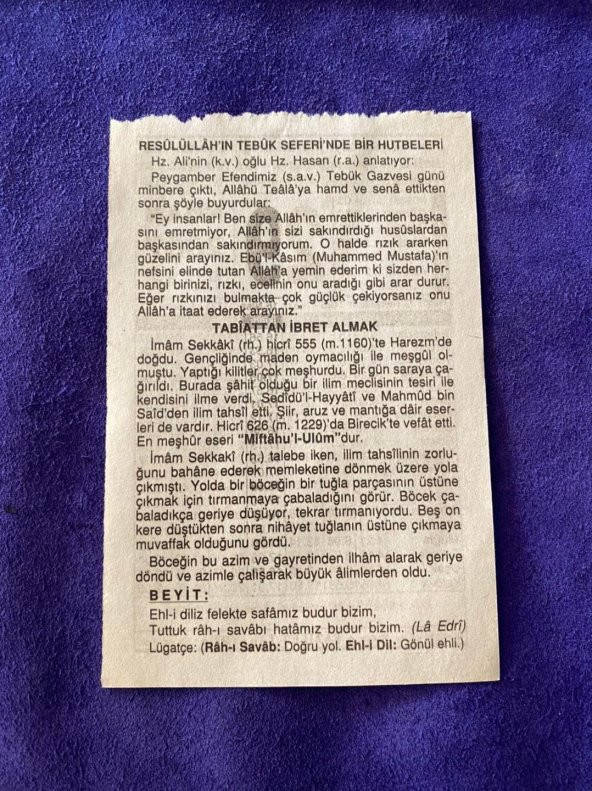 RESÛLÜLLÂH'IN TEBÛK SEFERİ'NDE BİR HUTBELERİ
Hz. Ali'nin (k.v.) oğlu Hz. Hasan (r.a.) anlatıyor:
Peygamber Efendimiz (s.a.v.) Tebük Gazvesi günü
minbere çıktı, Allâhü Teâlâ'ya hamd ve senâ ettikten
sonra şöyle buyurdular:
"Ey insanlar! Ben size Allâh'ın emrettiklerinden başka-
sını emretmiyor, Allâh'ın sizi sakındırdığı husûslardan
başkasından sakındırmıyorum. O halde rızık ararken
güzelini arayınız. Ebü'l-Kâsım (Muhammed Mustafa)'ın
nefsini elinde tutan Allâh'a yemin ederim ki sizden her-
hangi birinizi, rızkı, ecelinin onu aradığı gibi arar durur.
Eğer rızkınızı bulmakta çok güçlük çekiyorsanız onu
Allâh'a itaat ederek arayınız."
TABİATTAN İBRET ALMAK
İmâm Sekkâkî (rh.) hicrî 555 (m.1160)'te Harezm'de
doğdu. Gençliğinde maden oymacılığı ile meşgûl ol-
muştu. Yaptığı kilitler çok meşhurdu. Bir gün saraya ça-
ğırıldı. Burada şâhit olduğu bir ilim meclisinin tesiri ile
kendisini ilme verdi, Sedîdü'l-Hayyâtî ve Mahmûd bin
Saîd'den ilim tahsîl etti. Şiir, aruz ve mantığa dâir eser-
leri de vardır. Hicrî 626 (m. 1229)'da Birecik'te vefât etti.
En meşhûr eseri "Miftâhu'l-Ulûm"dur.
İmâm Sekkakî (rh.) talebe iken, ilim tahsîlinin zorlu-
ğunu bahâne ederek memleketine dönmek üzere yola
çıkmıştı. Yolda bir böceğin bir tuğla parçasının üstüne
çıkmak için tırmanmaya çabaladığını görür. Böcek ça-
baladıkça geriye düşüyor, tekrar tırmanıyordu. Beş on
kere düştükten sonra nihâyet tuğlanın üstüne çıkmaya
muvaffak olduğunu gördü.
Böceğin bu azim ve gayretinden ilhâm alarak geriye
döndü ve azimle çalışarak büyük âlimlerden oldu.
BEYİT:
Ehl-i diliz felekte safâmız budur bizim,
Tuttuk râh-ı savâbı hatâmız budur bizim. (Lâ Edrî)
Lügatçe: (Râh-ı Savâb: Doğru yol. Ehl-i Dil: Gönül ehli.)